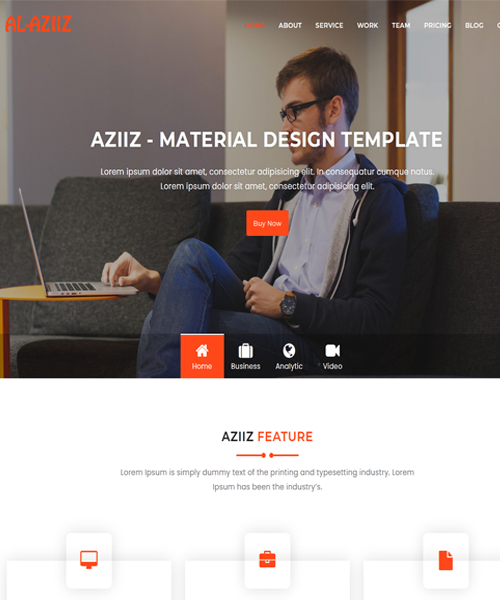 AL-AZIIZ
HOME ABOUT SERVICE WORK TEAM PRICING BLOG
AZIIZ - MATERIAL DESIGN TEMPLATE
Lorem ipsum dolor sit amet, consectetur adipisicing elit. In consequatur cumque natus.
Lorem ipsum dolor sit amet, consectetur adipisicing elit.
Buy Now
Home Business Analytic Video
AZIIZ FEATURE
Lorem Ipsum is simply dummy text of the printing and typesetting industry. Lorem
Ipsum has been the industry's.